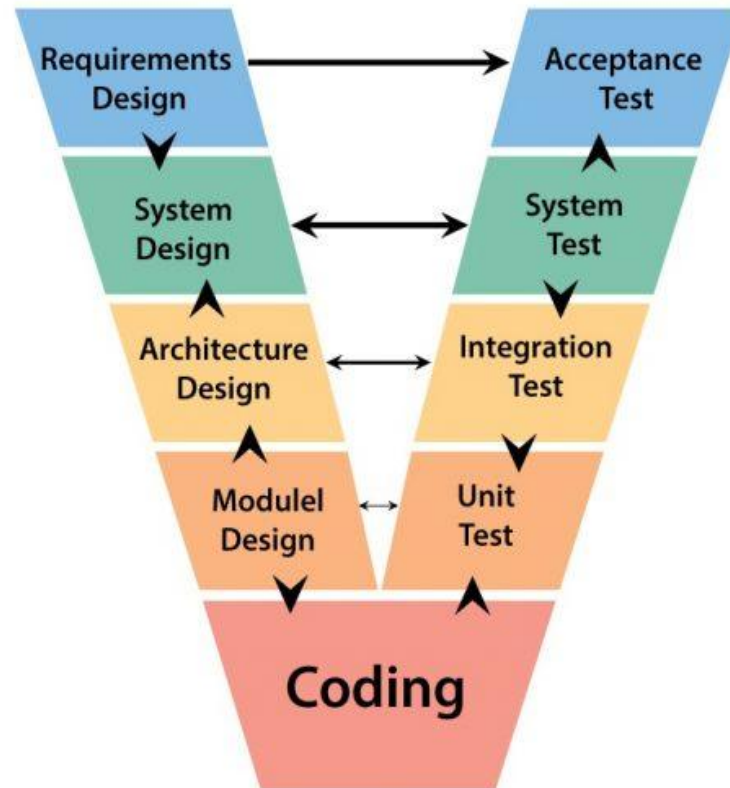 Requirements
Design
Acceptance
Test
System
Design
System
Test
Architecture
Design
Integration
Test
Modulel
Design
Unit
Test
Coding